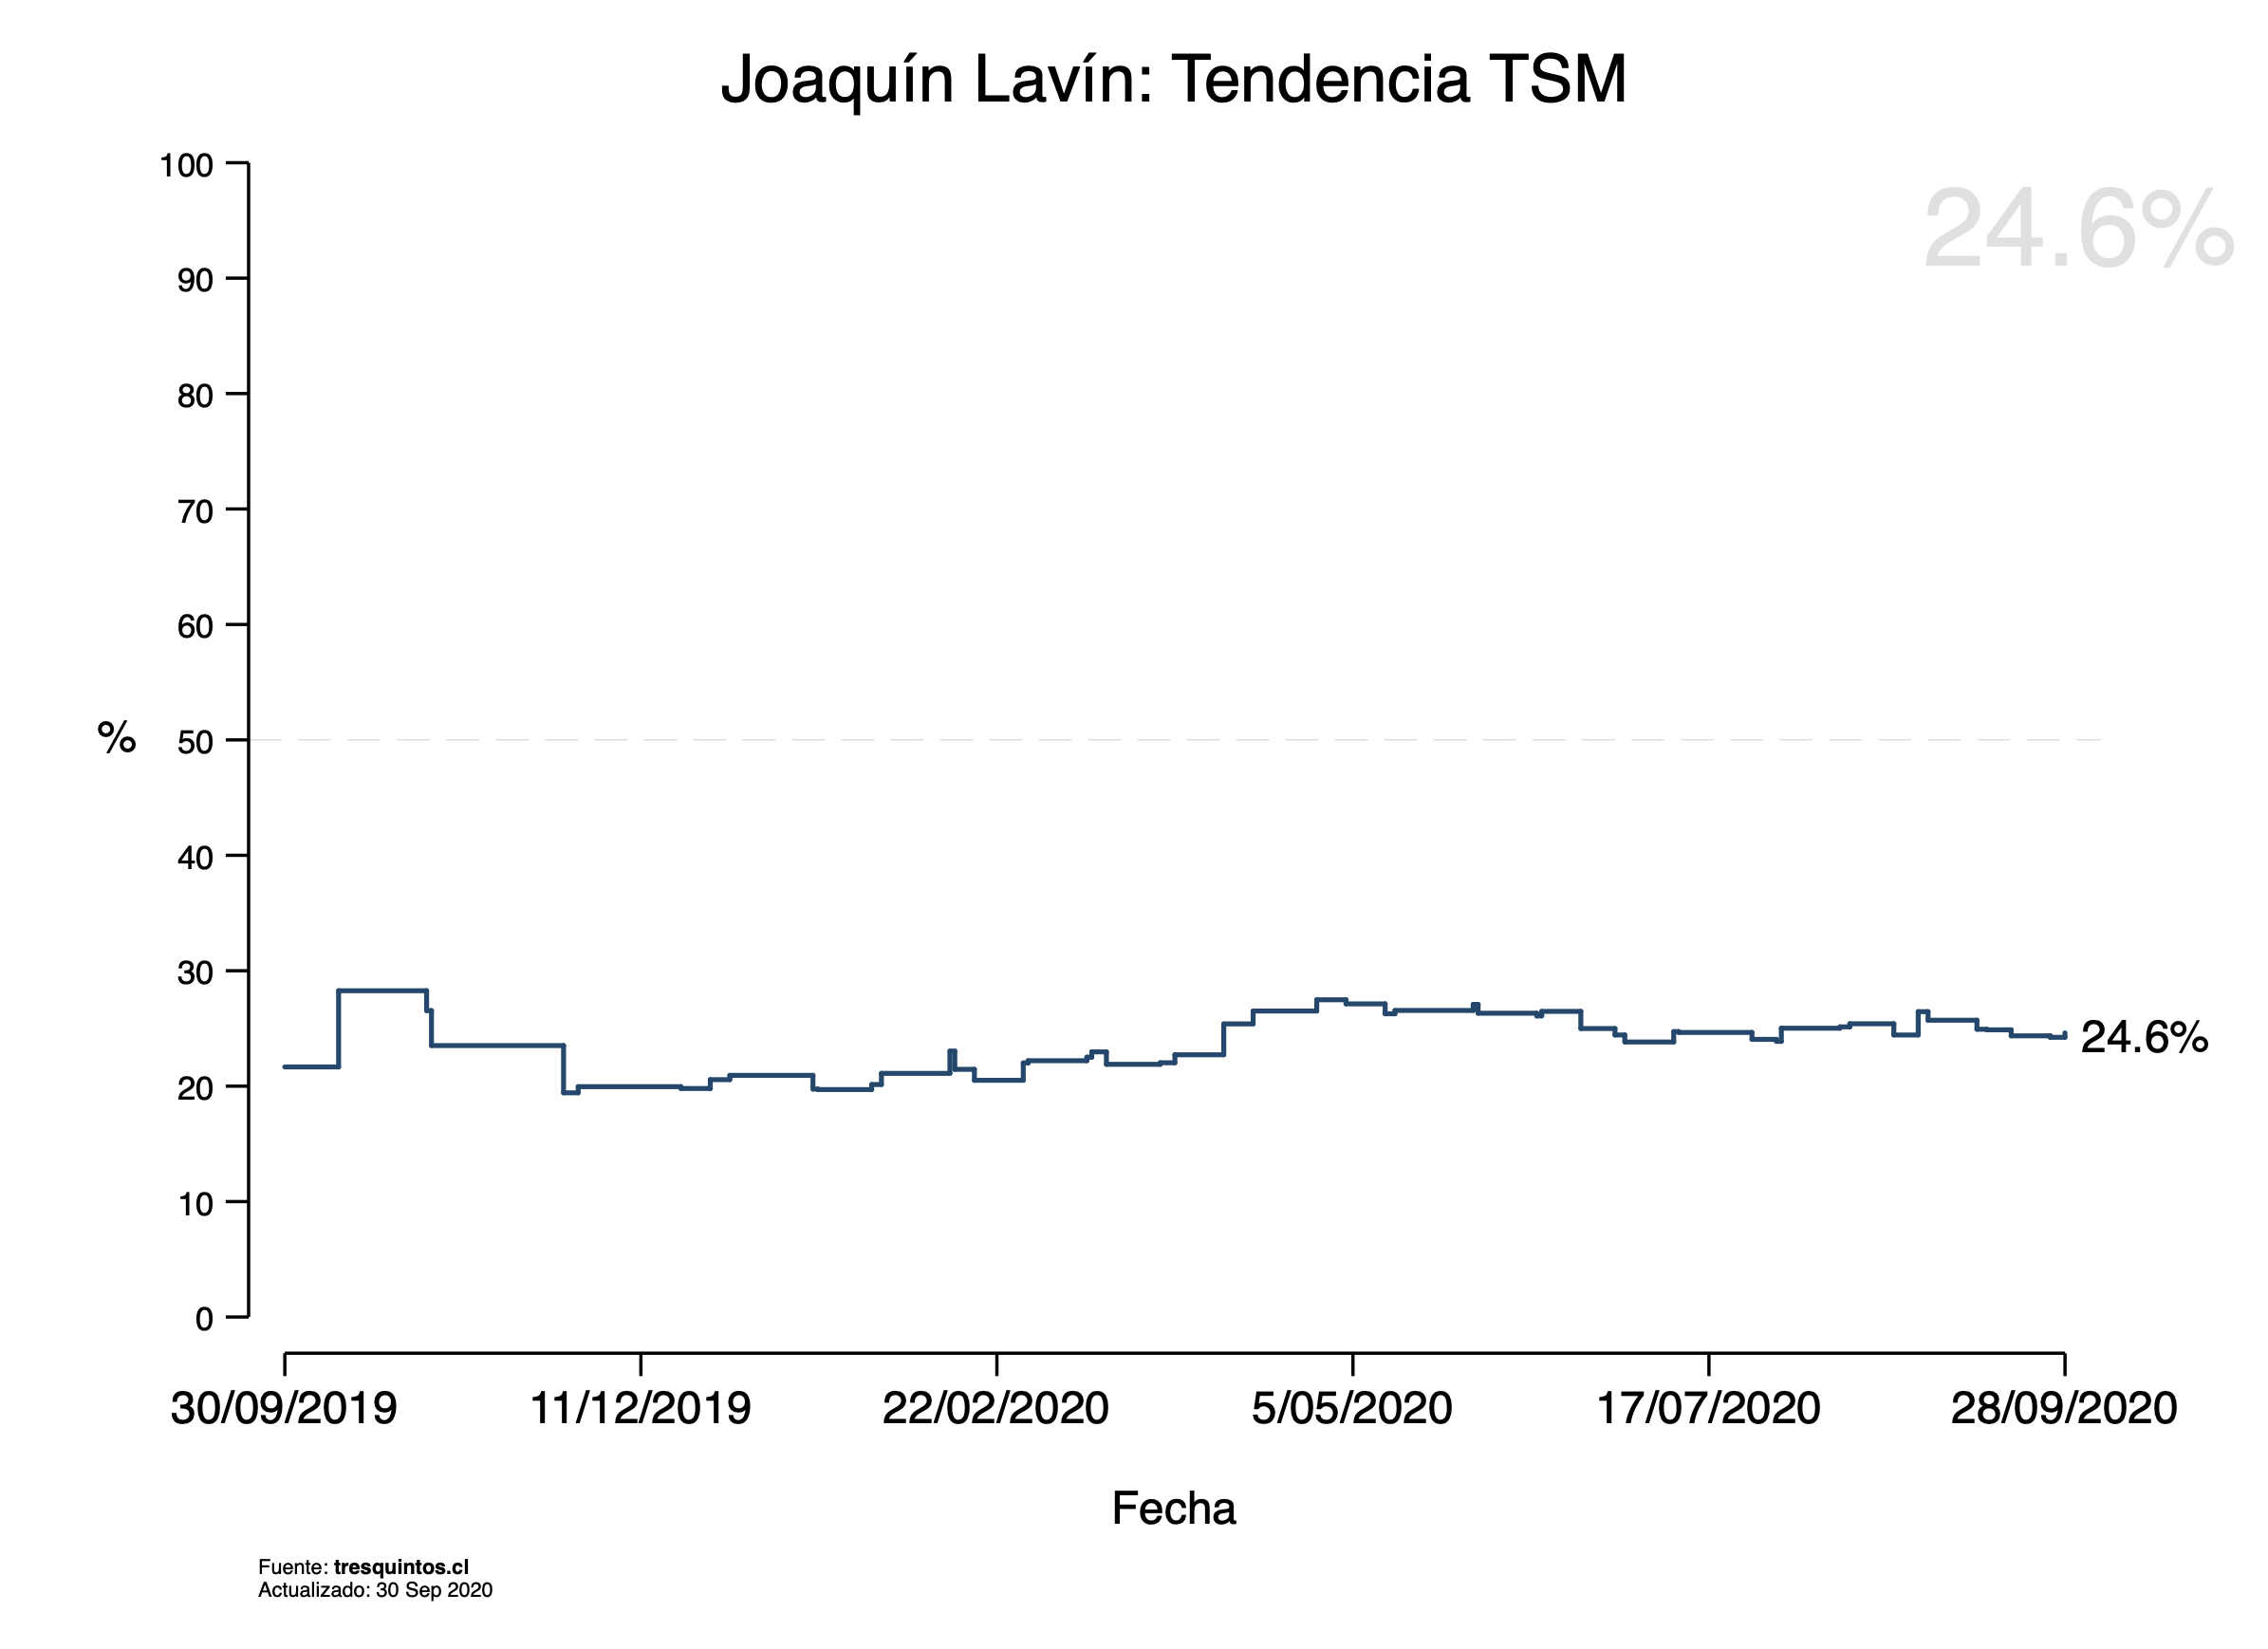 Joaquín Lavín: Tendencia TSM
24.6%
100
90
80
70
60
% 50
40
30
24.6%
20
10
0
30/09/2019 11/12/2019 22/02/2020 5/05/2020 17/07/2020 28/09/2020
Fecha
Fuente: tresquintos.cl
Actualizado: 30 Sep 2020